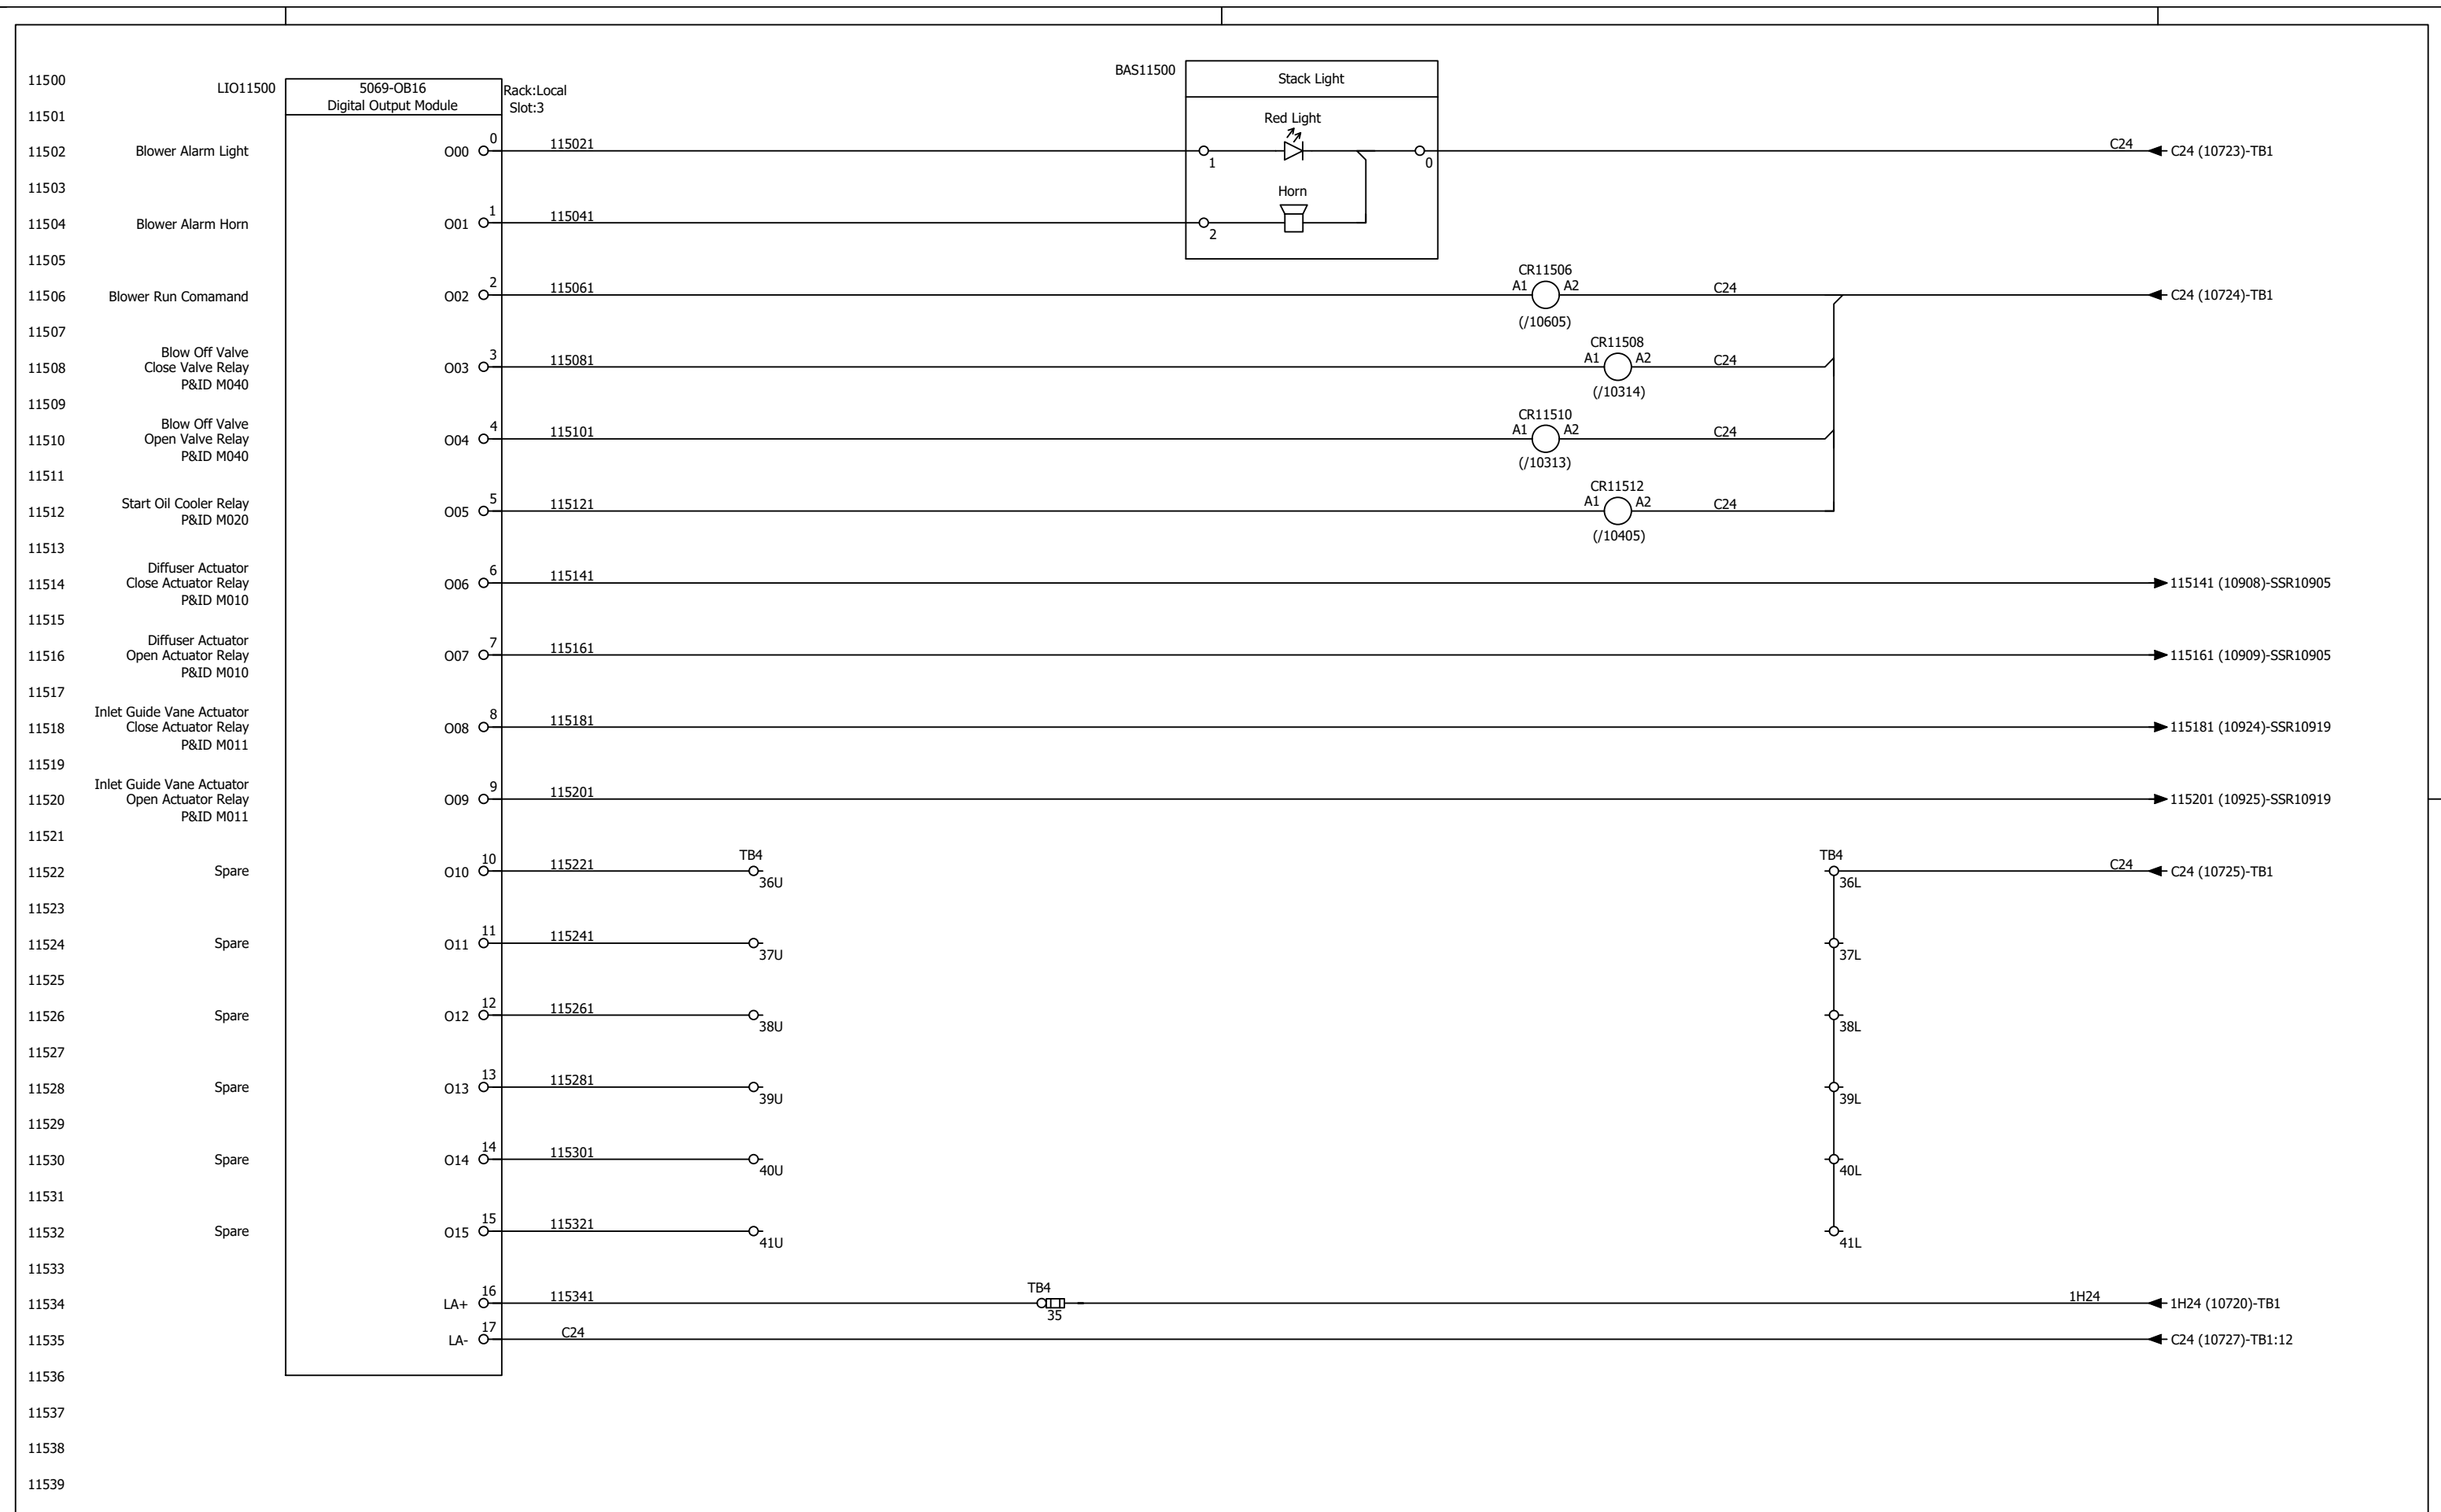 11500
LIO11500
5069-OB16
Digital Output Module
Rack:Local
Slot:3
BAS11500
Stack Light
11501
Red Light
11502
Blower Alarm Light
O00
0
115021
1
0
C24
C24 (10723)-TB1
11503
Horn
11504
Blower Alarm Horn
O01
1
115041
2
11505
CR11506
11506
Blower Run Comamand
O02
2
115061
A1
A2
C24
C24 (10724)-TB1
(/10605)
11507
CR11508
11508
Blow Off Valve
Close Valve Relay
P&ID M040
O03
3
115081
A1
A2
C24
(/10314)
11509
CR11510
11510
Blow Off Valve
Open Valve Relay
P&ID M040
O04
4
115101
A1
A2
C24
(/10313)
11511
CR11512
11512
Start Oil Cooler Relay
P&ID M020
O05
5
115121
A1
A2
C24
(/10405)
11513
11514
Diffuser Actuator
Close Actuator Relay
P&ID M010
O06
6
115141
115141 (10908)-SSR10905
11515
11516
Diffuser Actuator
Open Actuator Relay
P&ID M010
O07
7
115161
115161 (10909)-SSR10905
11517
11518
Inlet Guide Vane Actuator
Close Actuator Relay
P&ID M011
O08
8
115181
115181 (10924)-SSR10919
11519
11520
Inlet Guide Vane Actuator
Open Actuator Relay
P&ID M011
O09
9
115201
115201 (10925)-SSR10919
11521
11522
Spare
O10
10
115221
TB4
36U
TB4
36L
C24
C24 (10725)-TB1
11523
11524
Spare
O11
11
115241
37U
37L
11525
11526
Spare
O12
12
115261
38U
38L
11527
11528
Spare
O13
13
115281
39U
39L
11529
11530
Spare
O14
14
115301
40U
40L
11531
11532
Spare
O15
15
115321
41U
41L
11533
11534
LA+
16
115341
TB4
35
1H24
1H24 (10720)-TB1
11535
LA-
17
C24
C24 (10727)-TB1:12
11536
11537
11538
11539